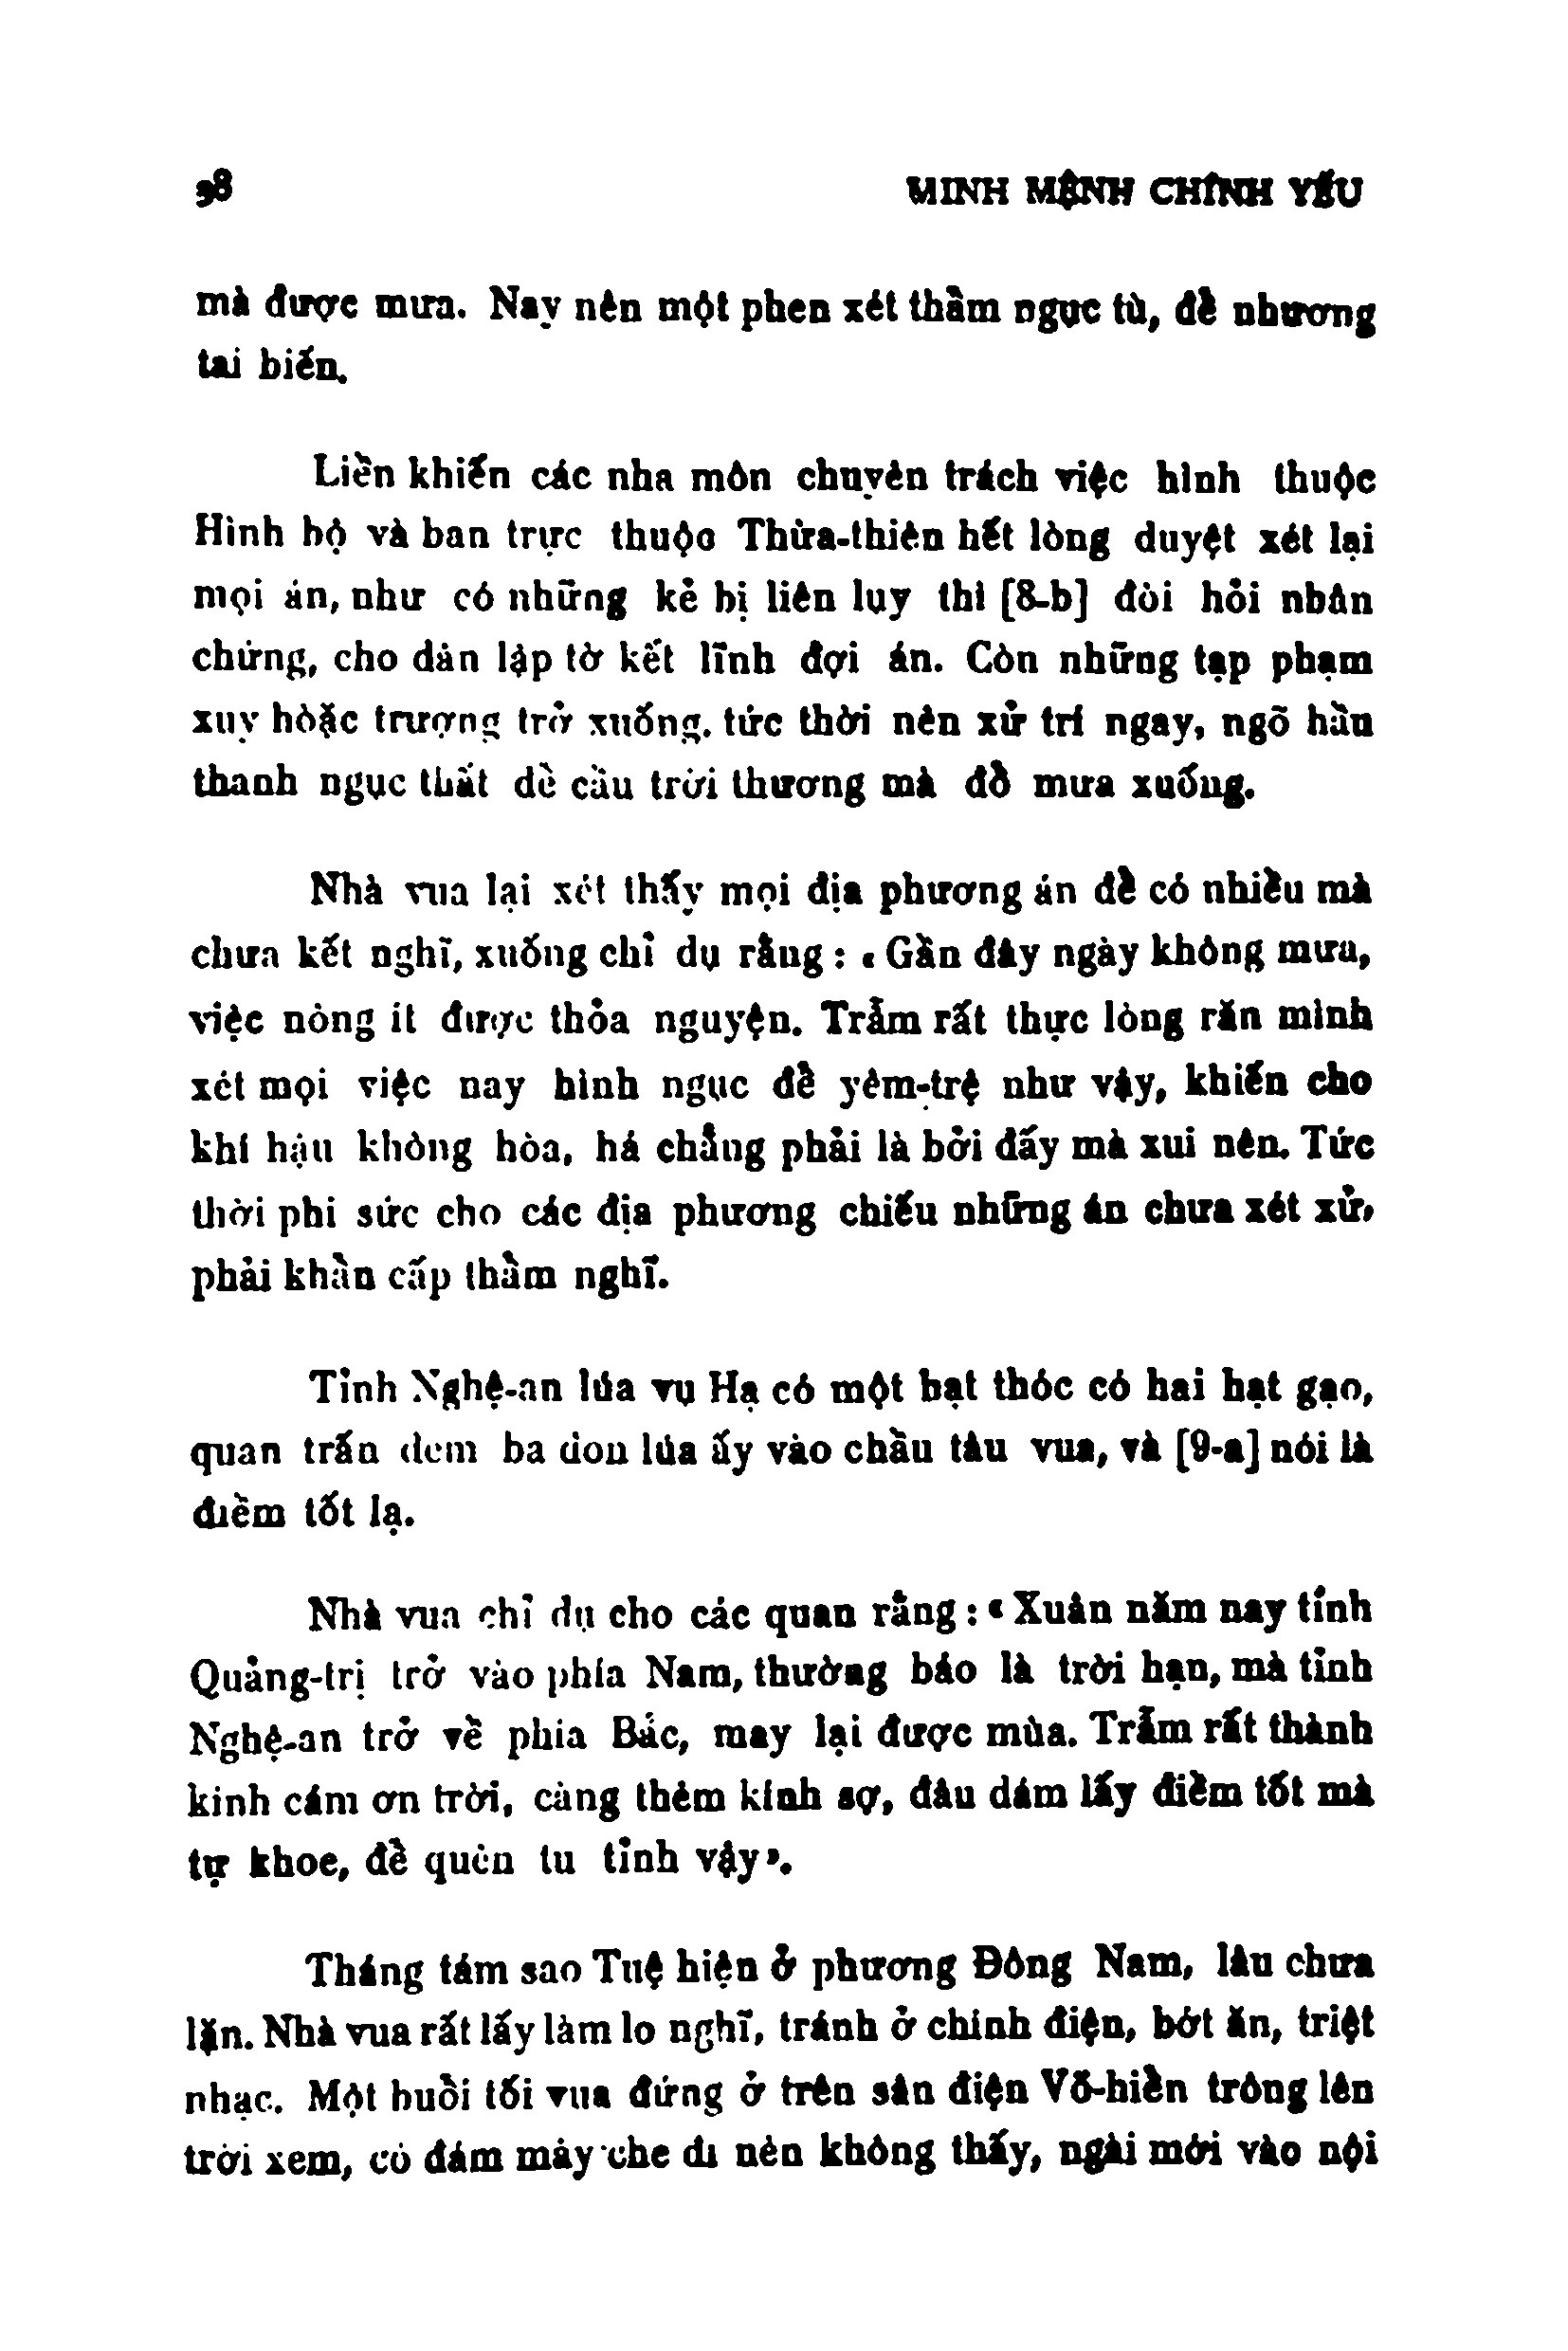 98 MINH MỆNH CHÍNH YẾU
mà được mưa. Nay nên một phen xét thẩm ngục tù, để nhương
tai biến.
Liền khiến các nha môn chuyên trách việc hình thuộc
Hình bộ và ban trực thuộc Thừa-thiên hết lòng duyệt xét lại
mọi án, như có những kẻ bị liên lụy thì [8-b] đòi hỏi nhân
chứng, cho dân lập tờ kết lĩnh đợi án. Còn những tạp phạm
xuy hoặc trượng trở xuống. tức thời nên xử trí ngay, ngõ hầu
thanh ngục thất để cầu trời thương mà đổ mưa xuống.
Nhà vua lại xét thấy mọi địa phương án để có nhiều mà
chưa kết nghĩ, xuống chỉ dụ rằng : « Gần đây ngày không mưa,
việc nông ít được thỏa nguyện. Trẫm rất thực lòng răn mình
xét mọi việc nay hình ngục để yêm-trệ như vậy, khiến cho
khí hậu không hòa, há chẳng phải là bởi đấy mà xui nên. Tức
thời phi sức cho các địa phương chiếu những án chưa xét xử,
phải khẩn cấp thẩm nghĩ.
Tỉnh Nghệ-an lúa vụ Hạ có một hạt thóc có hai hạt gạo,
quan trấn đem ba đon lúa ấy vào chầu tâu vua, và [9-a] nói là
điềm tốt lạ.
Nhà vua chỉ dụ cho các quan rằng : « Xuân năm nay tỉnh
Quảng-trị trở vào phía Nam, thường báo là trời hạn, mà tỉnh
Nghệ-an trở về phía Bắc, may lại được mùa. Trẫm rất thành
kính cám ơn trời, càng thêm kính sợ, đâu dám lấy điềm tốt mà
tự khoe, để quên tu tỉnh vậy ».
Tháng tám sao Tuệ hiện ở phương Đông Nam, lâu chưa
lặn. Nhà vua rất lấy làm lo nghĩ, tránh ở chính điện, bớt ăn, triệt
nhạc. Một buổi tối vua đứng ở trên sân điện Võ-hiển trông lên
trời xem, có đám mây che đi nên không thấy, ngài mới vào nội